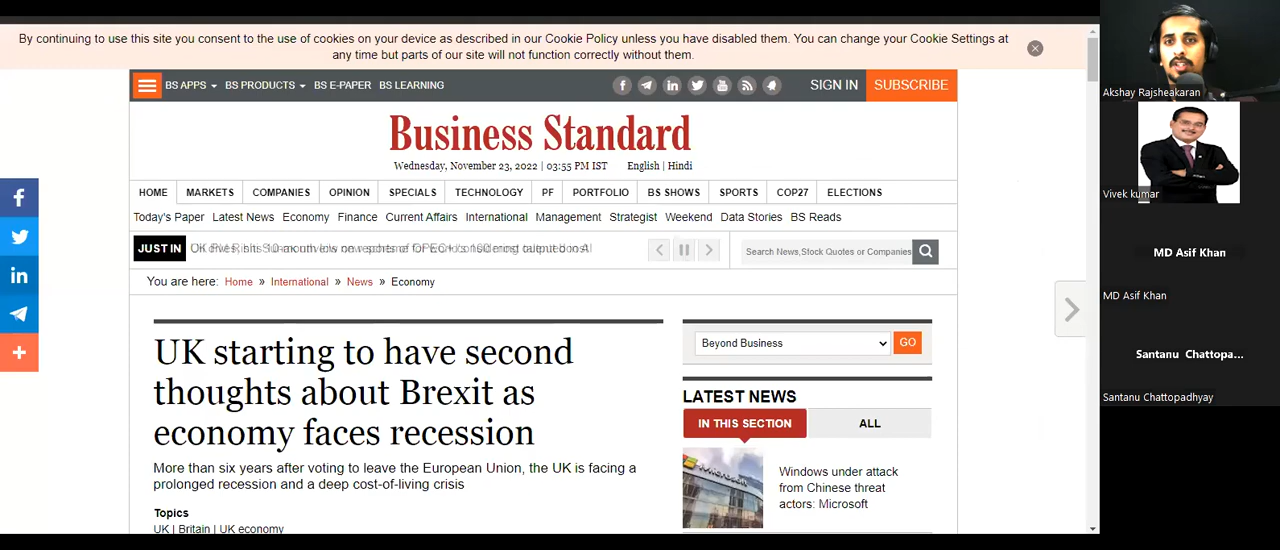 By continuing to use this site you consent to the use of cookies on your device as described in our Cookie Policy unless you have disabled them. You can change your Cookie Settings at
any time but parts of our site will not function correctly without them.
BS APPS BS PRODUCTS BS E-PAPER BS LEARNING SIGN IN SUBSCRIBE
Business Standard
Wednesday, November 23, 2022 | 03:55 PM IST English | Hindi
HOME MARKETS COMPANIES OPINION SPECIALS TECHNOLOGY PF PORTFOLIO BS SHOWS SPORTS COP27 ELECTIONS
Today's Paper Latest News Economy Finance Current Affairs International Management Strategist Weekend Data Stories BS Reads
JUST IN
Search News,Stock Quotes or Companies
You are here: Home » International » News » Economy
UK starting to have second
thoughts about Brexit as
economy faces recession
More than six years after voting to leave the European Union, the UK is facing a
prolonged recession and a deep cost-of-living crisis
Topics
UK | Britain | UK economy
Beyond Business GO
LATEST NEWS
IN THIS SECTION ALL
Windows under attack
from Chinese threat
actors: Microsoft
Akshay Rajsheakaran
Vivek kumar
MD Asif Khan
MD Asif Khan
Santanu Chattopa...
Santanu Chattopadhyay